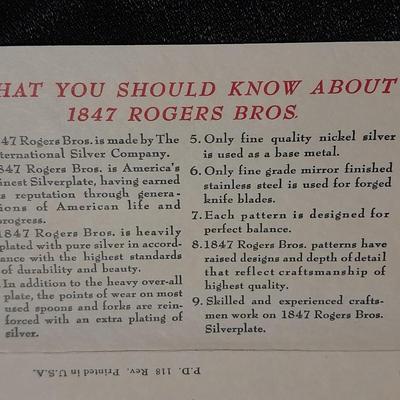 HAT YOU SHOULD KNOW ABOUT
1847 ROGERS BROS.
47 Rogers Bros. is made by The
ternational Silver Company.
847 Rogers Bros. is America's
inest Silverplate, having earned
s reputation through genera-
ions of American life and
progress.
1847 Rogers Bros. is heavily
plated with pure silver in accord-
ance with the highest standards
of durability and beauty.
In addition to the heavy over-all
plate, the points of wear on most
used spoons and forks are rein-
forced with an extra plating of
silver.
5. Only fine quality nickel silver
is used as a base metal.
6. Only fine grade mirror finished
stainless steel is used for forged
knife blades.
7. Each pattern is designed for
perfect balance.
8. 1847 Rogers Bros. patterns have
raised designs and depth of detail
that reflect craftsmanship of
highest quality.
9. Skilled and experienced crafts-
men work on 1847 Rogers Bros.
Silverplate.
P.D. 118 Rev. Printed in U.S.A.